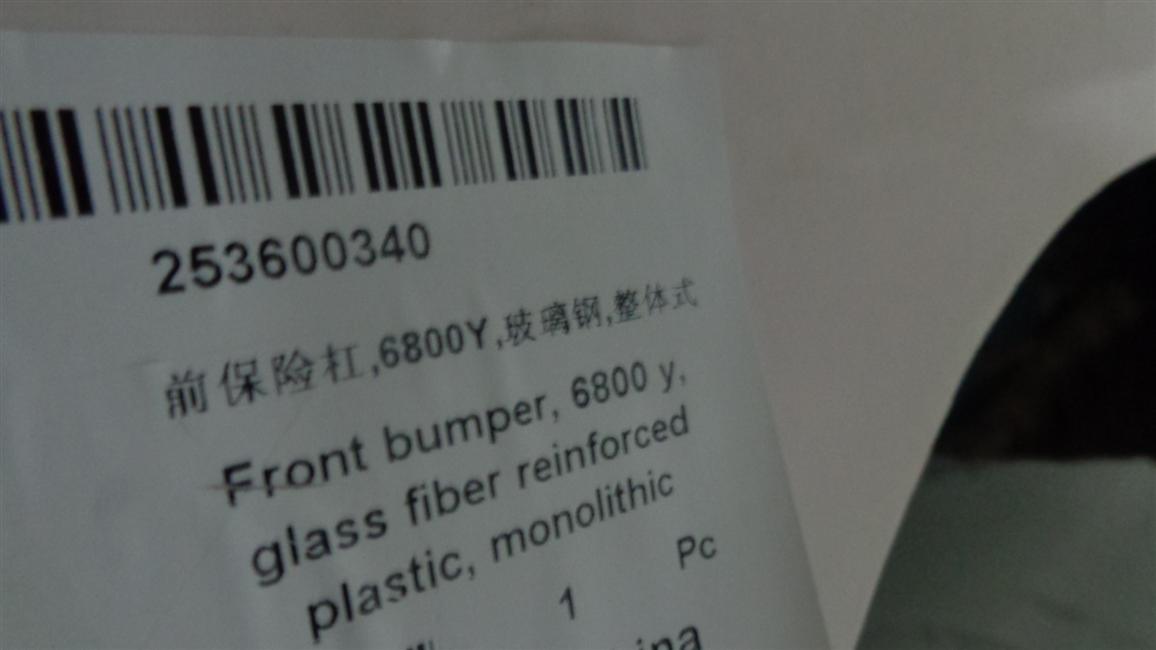 253600340
前保险杠,6800Y,玻璃钢,整体式
Front bumper, 6800 y,
glass fiber reinforced
plastic, monolithic
1 Pc